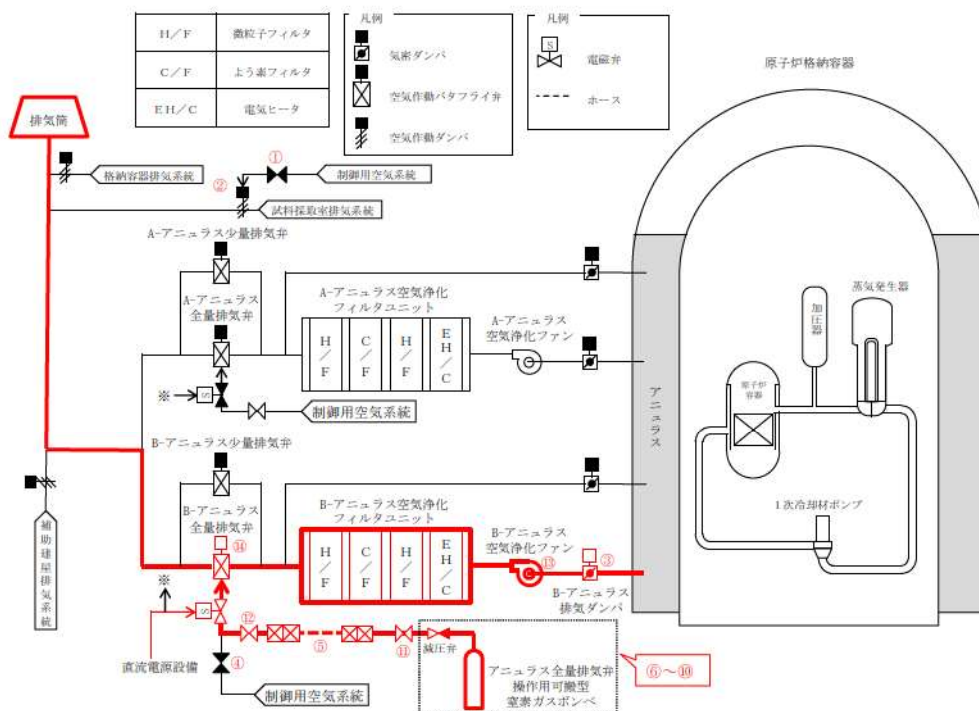 H/F 微粒子フィルタ
C/F よう素フィルタ
EH/C 電気ヒータ
凡例
気密ダンパ
空気作動バタフライ弁
空気作動ダンパ
凡例
S 電磁弁
ホース
原子炉格納容器
排気筒
格納容器排気系統
①
制御用空気系統
②
試料採取室排気系統
A-アニュラス少量排気弁
A-アニュラス
全量排気弁
A-アニュラス空気浄化
フィルタユニット
H/F
C/F
H/F
EH/C
A-アニュラス
空気浄化ファン
※
S
制御用空気系統
蒸気発生器
加圧器
原子炉
容器
アニュラス
1次冷却材ポンプ
B-アニュラス少量排気弁
B-アニュラス
全量排気弁
B-アニュラス空気浄化
フィルタユニット
⑭
H/F
C/F
H/F
EH/C
B-アニュラス
空気浄化ファン
⑬
③
B-アニュラス
排気ダンパ
補助建屋排気系統
※
S
直流電源設備
⑫
⑤
⑪
減圧弁
④
制御用空気系統
アニュラス全量排気弁
操作用可搬型
窒素ガスボンベ
⑥~⑩